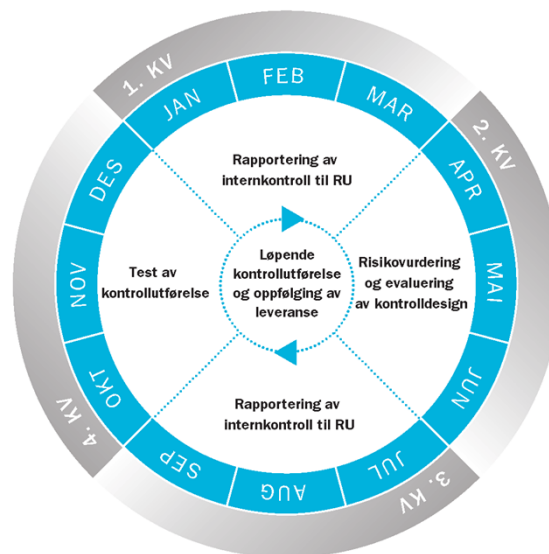 1. KV
2. KV
3. KV
4. KV
JAN
FEB
MAR
APR
MAI
JUN
JUL
AUG
SEP
OKT
NOV
DES
Rapportering av
internkontroll til RU
Risikovurdering
og evaluering
av kontrolldesign
Rapportering av
internkontroll til RU
Test av
kontrollutførelse
Løpende
kontrollutførelse
og oppfølging av
leveranse